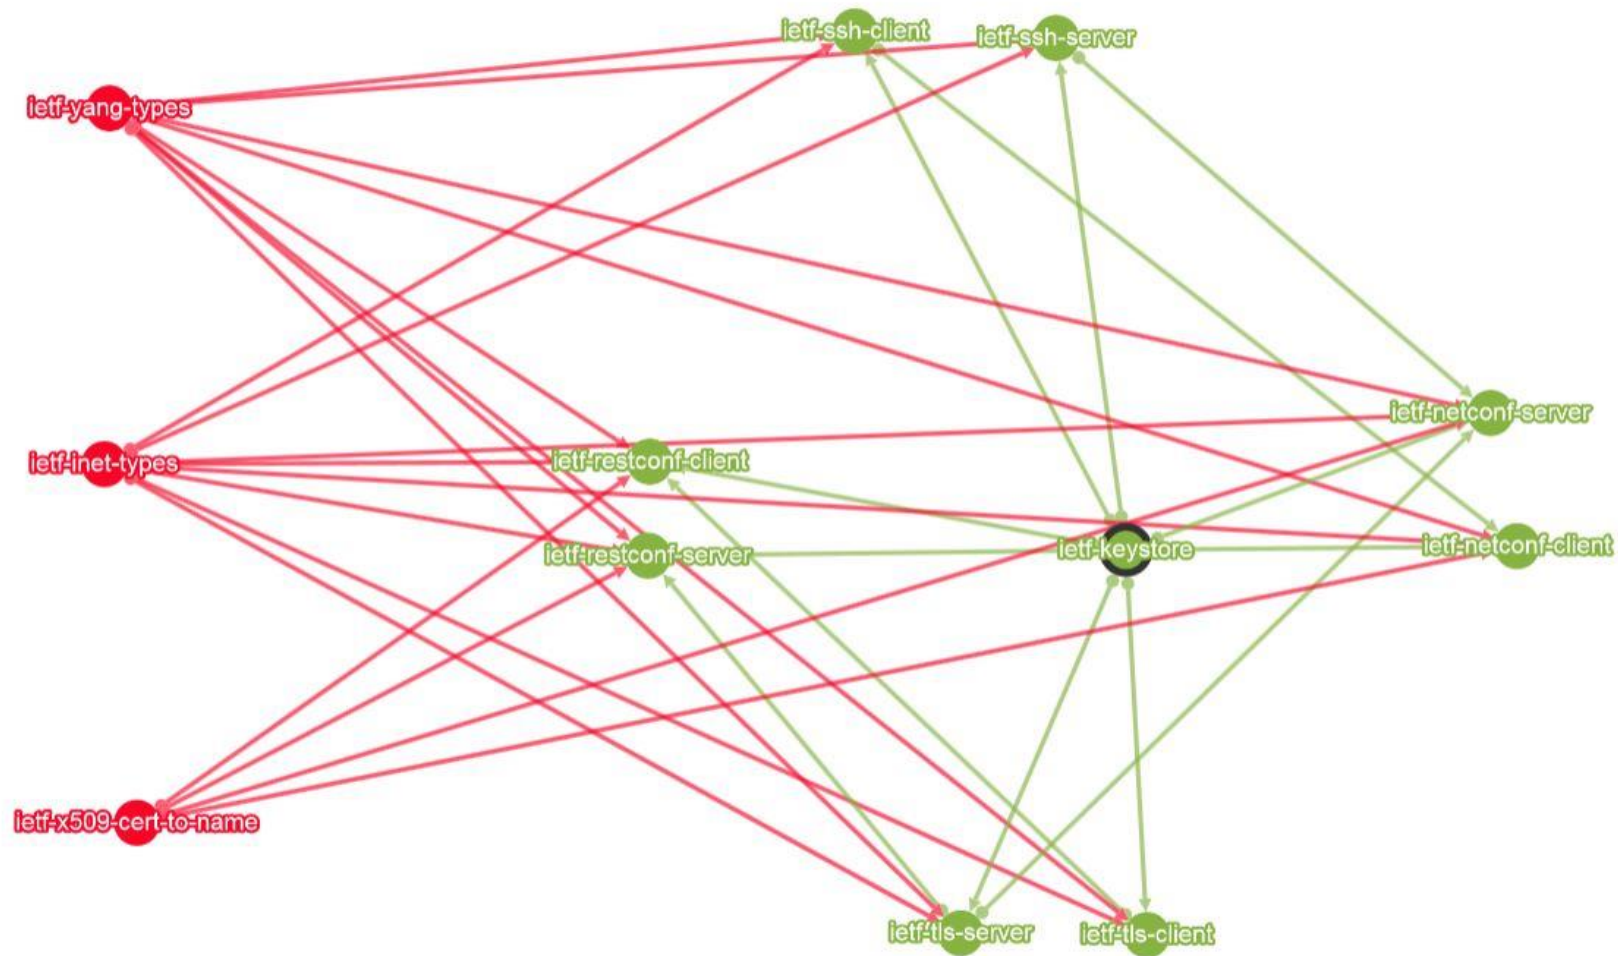 ietf-ssh-client
ietf-ssh-server
ietf-yang-types
ietf-netconf-server
ietf-inet-types
ietf-restconf-client
ietf-restconf-server
ietf-keystore
ietf-netconf-client
ietf-x509-cert-to-name
ietf-tls-server
ietf-tls-client